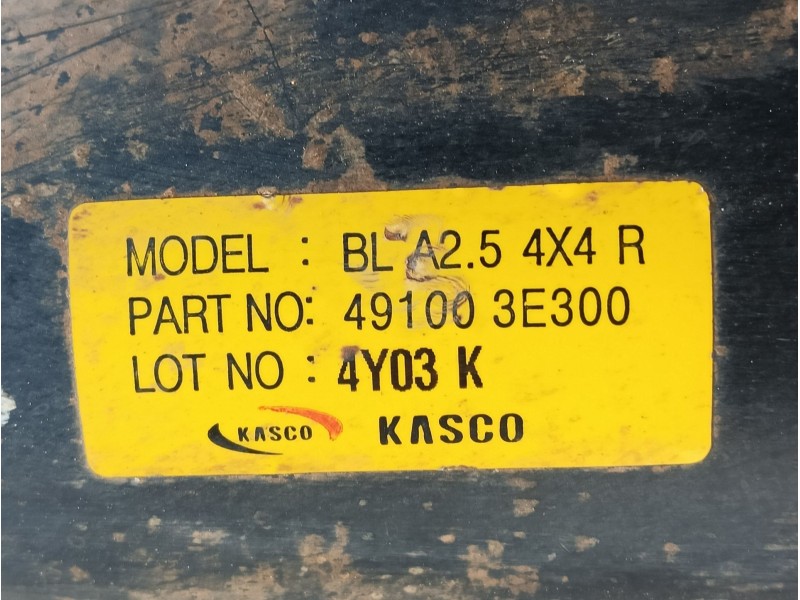 MODEL : BL A2.5 4X4 R
PART NO: 49100 3E300
LOT NO : 4Y03 K
KASCO KASCO